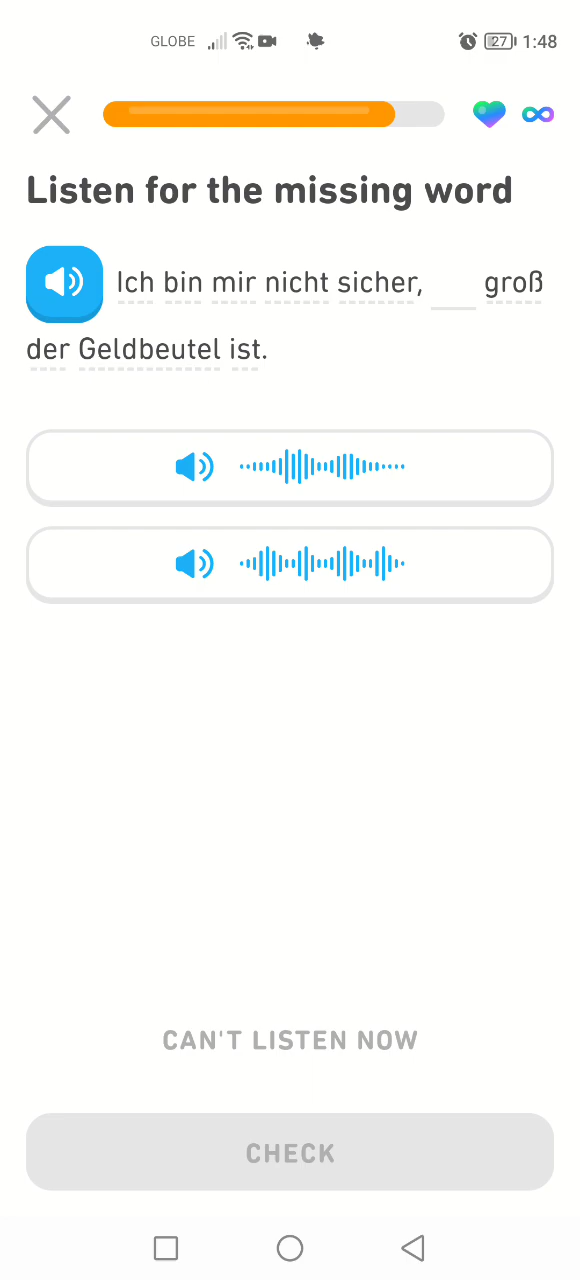 GLOBE 27 1:48
Listen for the missing word
Ich bin mir nicht sicher, ___ groß
der Geldbeutel ist.
CAN'T LISTEN NOW
CHECK